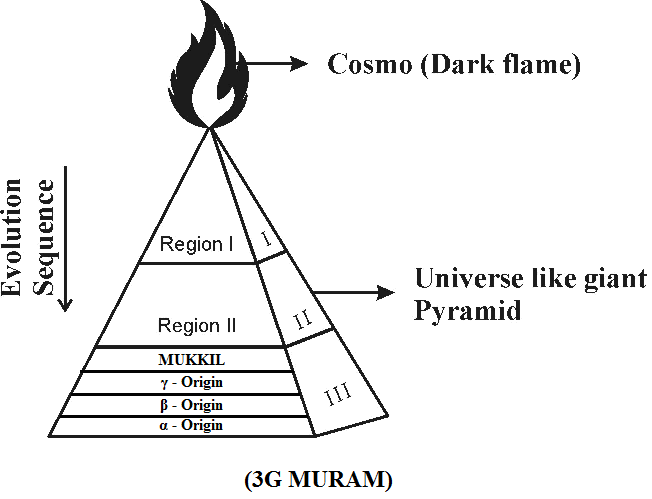 Cosmo (Dark flame)
Evolution
Sequence
Region I
I
Universe like giant
Pyramid
Region II
II
MUKKIL
γ - Origin
β - Origin
α - Origin
III
(3G MURAM)